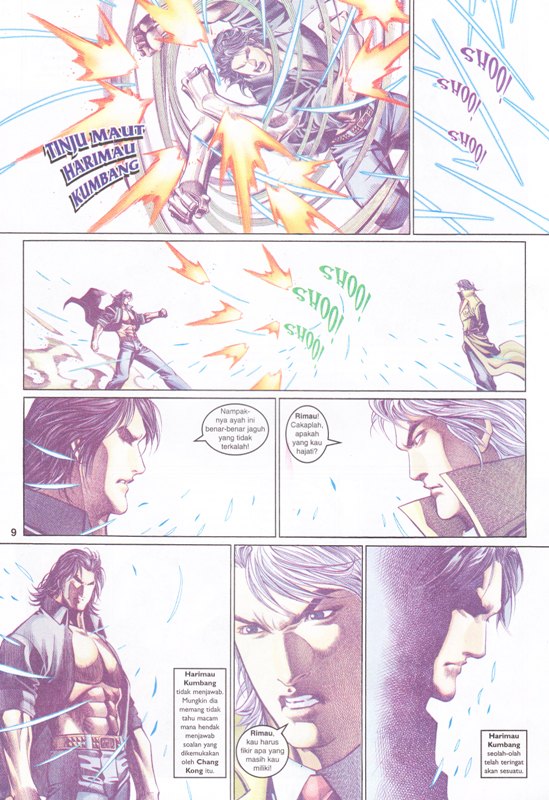 TINJU MAUT
HARIMAU
KUMBANG
SHOO!
SHOO!
SHOO!
SHOO!
SHOO!
SHOO!
Nampak-
nya ayah ini
benar-benar jaguh
yang tidak
terkalah!
Rimau!
Cakaplah,
apakah
yang kau
hajati?
9
Harimau
Kumbang
tidak menjawab.
Mungkin dia
memang tidak
tahu macam
mana hendak
menjawab
soalan yang
dikemukakan
oleh Chang
Kong itu.
Rimau,
kau harus
fikir apa yang
masih kau
miliki!
Harimau
Kumbang
seolah-olah
telah teringat
akan sesuatu.